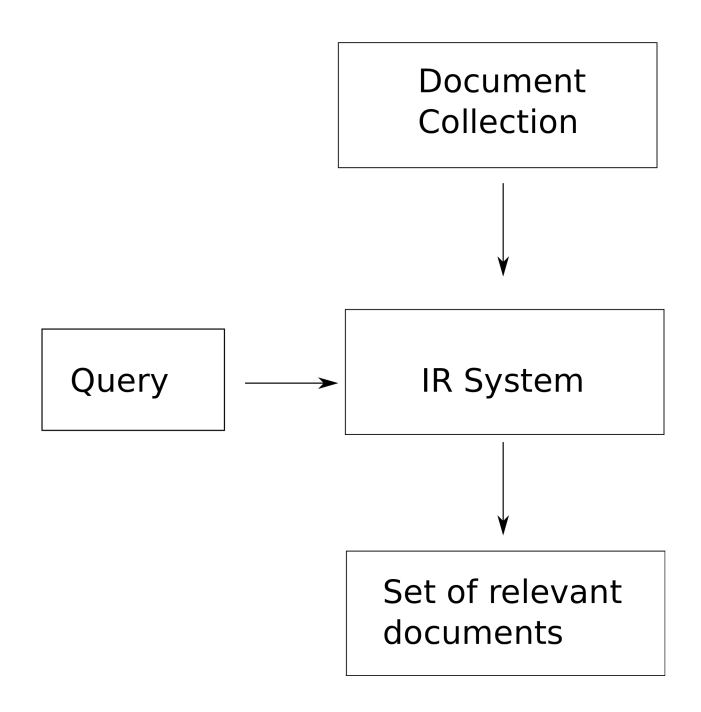 Document
Collection
Query
IR System
Set of relevant
documents